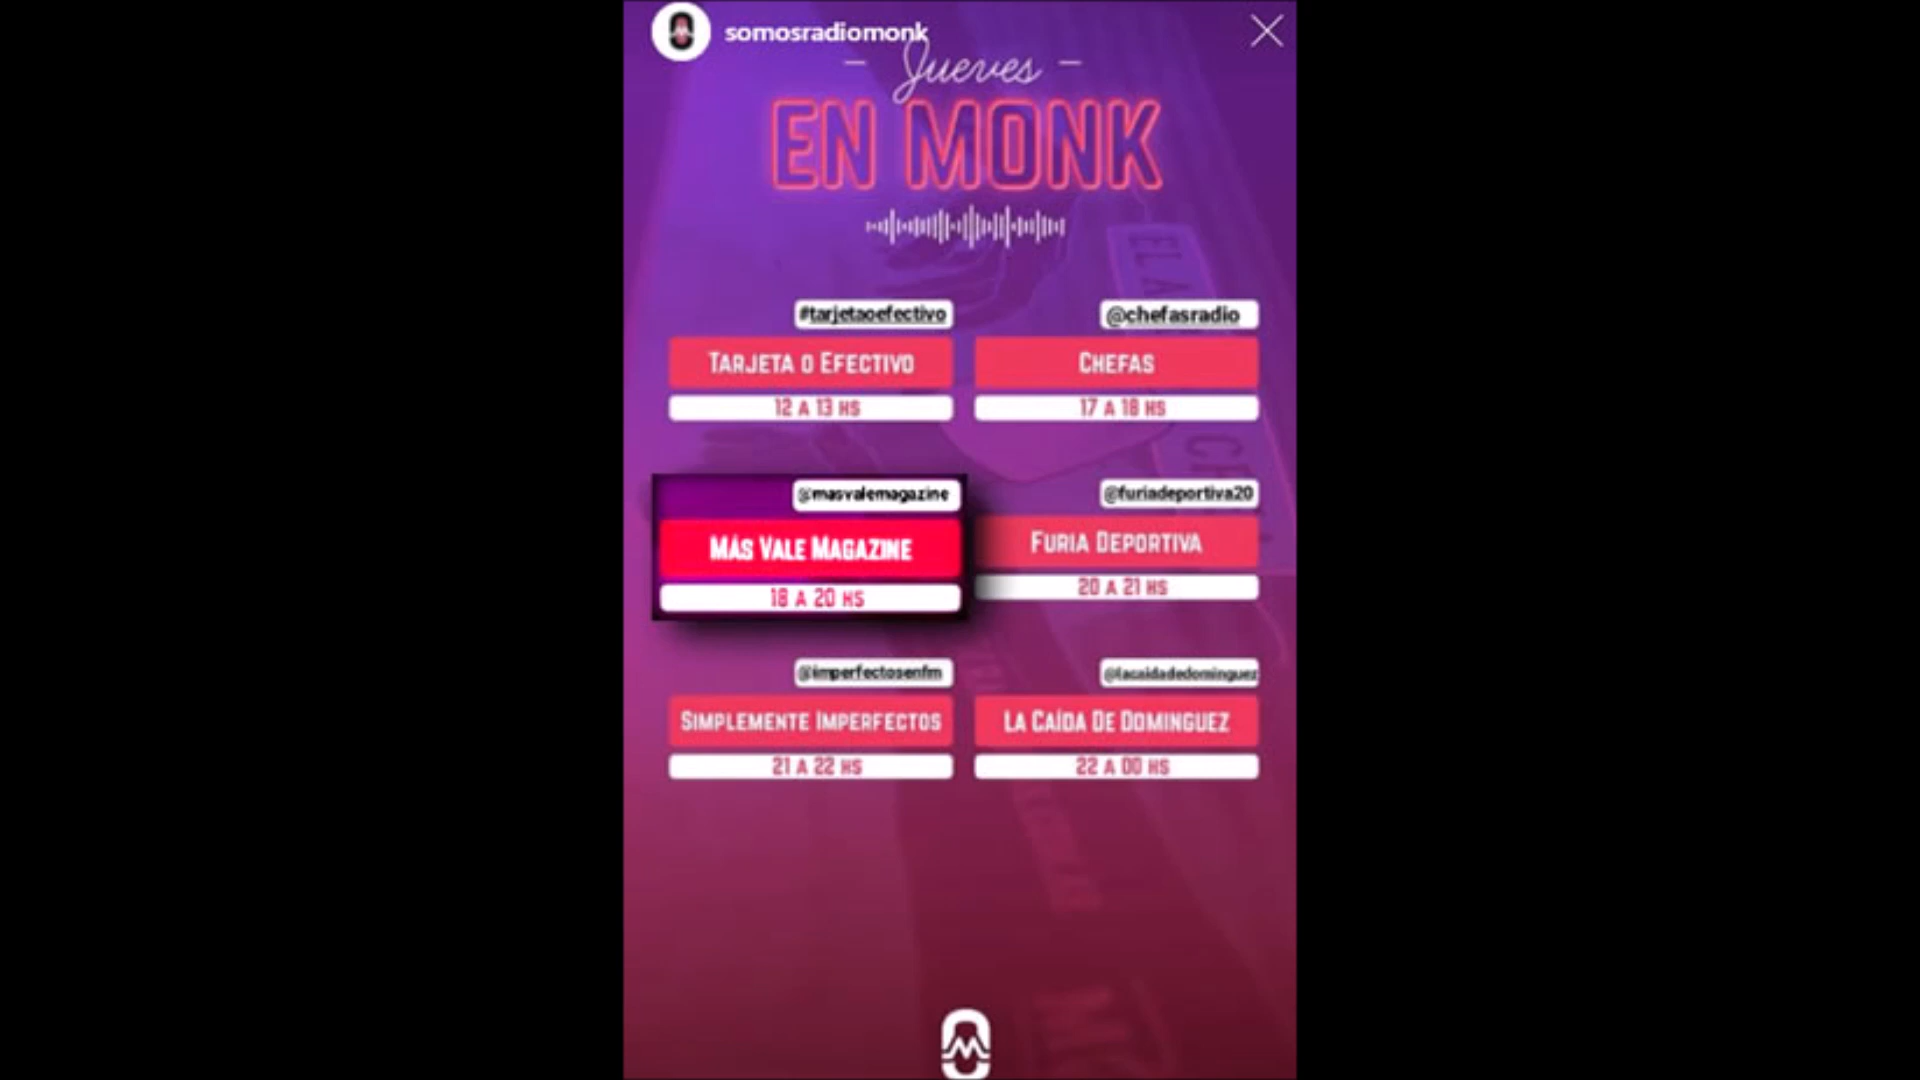 somosradiomonk
Jueves
EN MONK
#tarjetaoefectivo
TARJETA O EFECTIVO
12 A 13 HS
@chefasradio
CHEFAS
17 A 18 HS
@masvalemagazine
MÁS VALE MAGAZINE
18 A 20 HS
@furiadeportiva20
FURIA DEPORTIVA
20 A 21 HS
@imperfectosenfm
SIMPLEMENTE IMPERFECTOS
21 A 22 HS
@lacaidadedominguez
LA CAÍDA DE DOMINGUEZ
22 A 00 HS